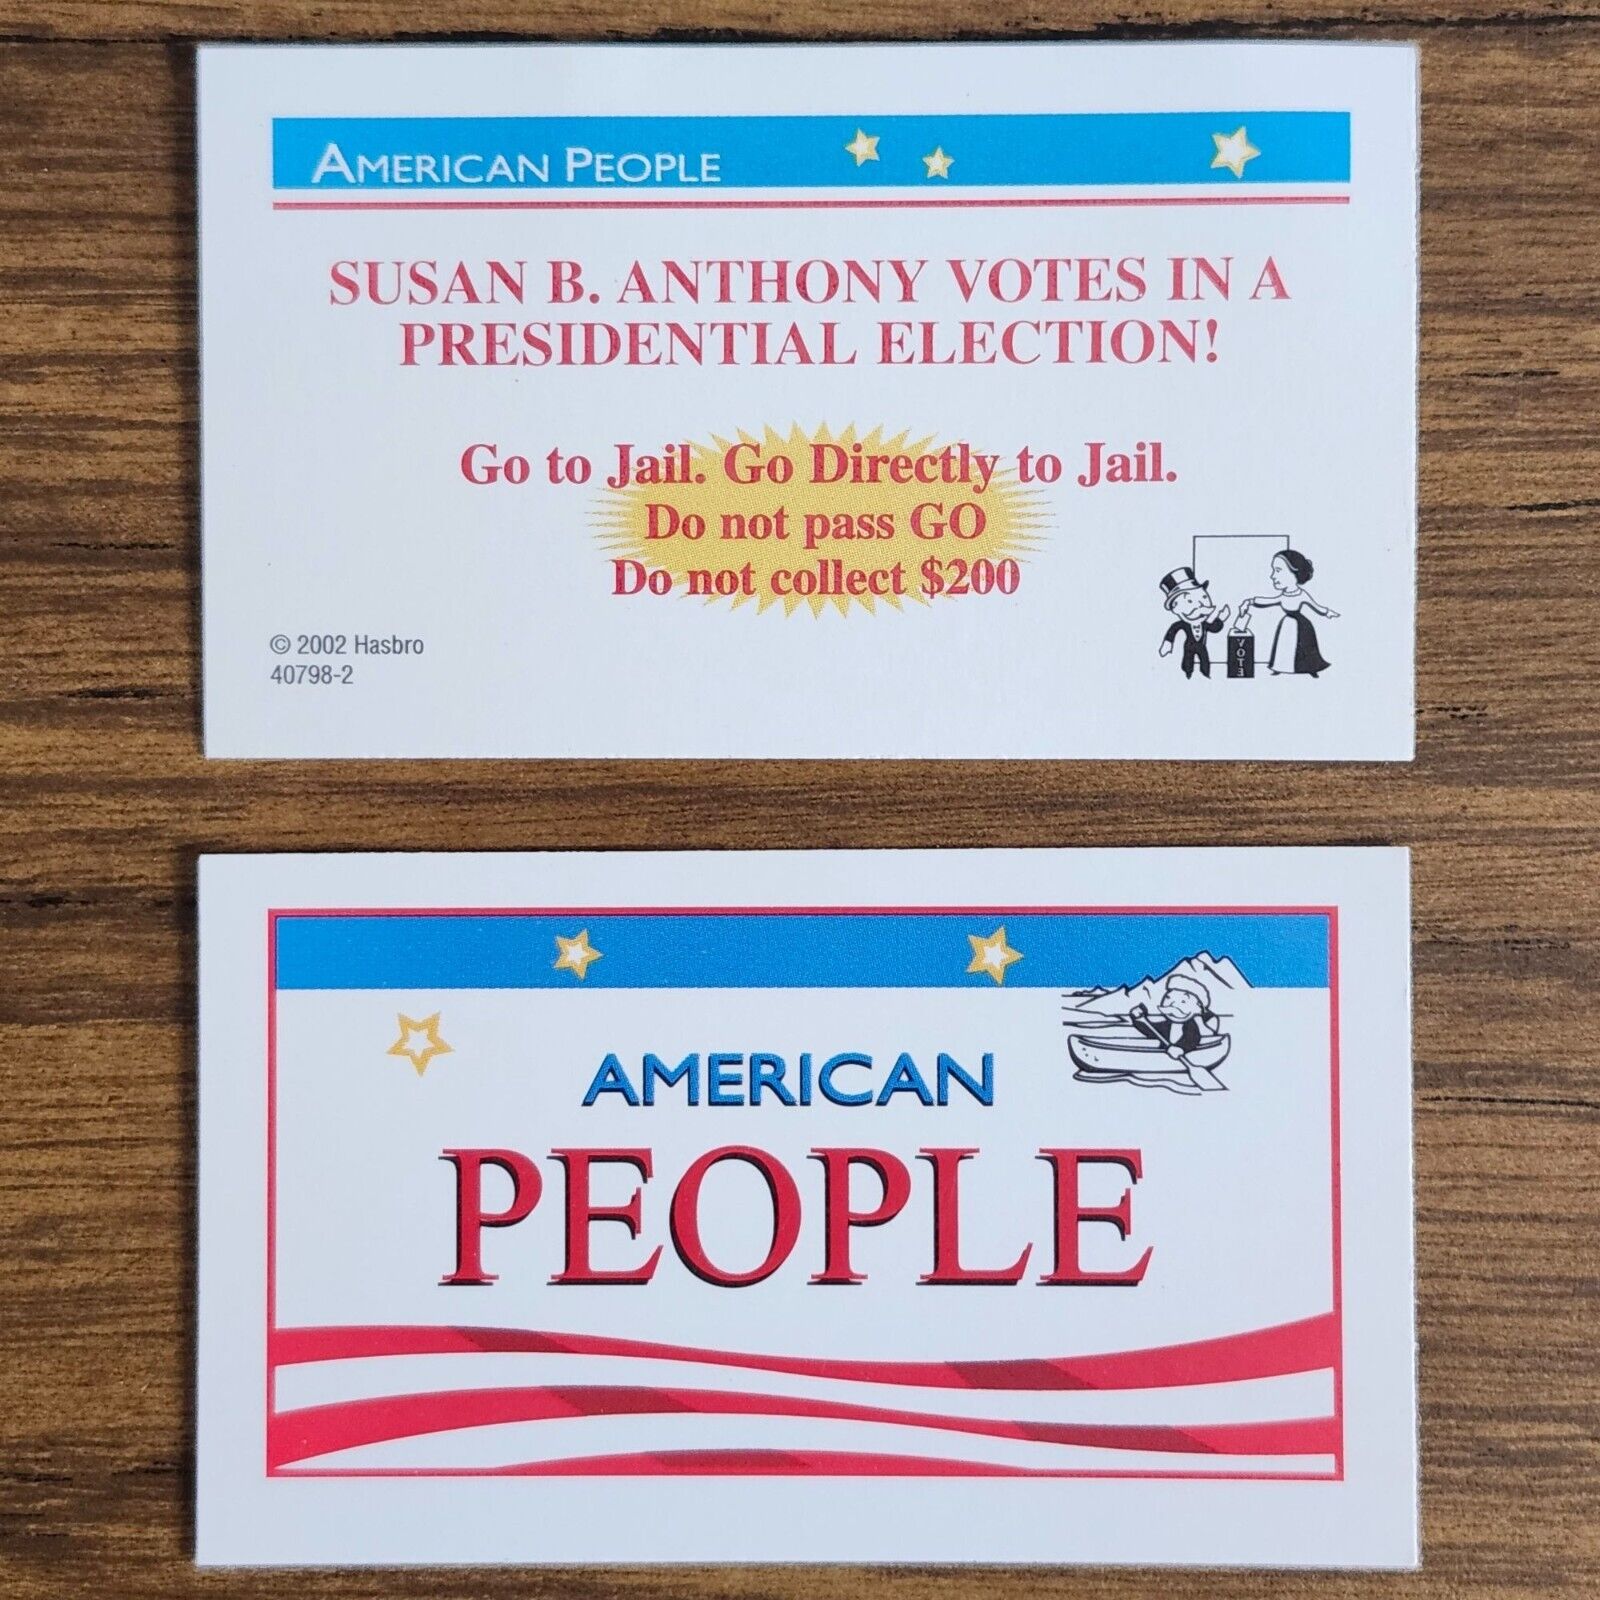 AMERICAN PEOPLE
SUSAN B. ANTHONY VOTES IN A
PRESIDENTIAL ELECTION!
Go to Jail. Go Directly to Jail.
Do not pass GO
Do not collect $200
VOTE
© 2002 Hasbro
40798-2
AMERICAN
PEOPLE